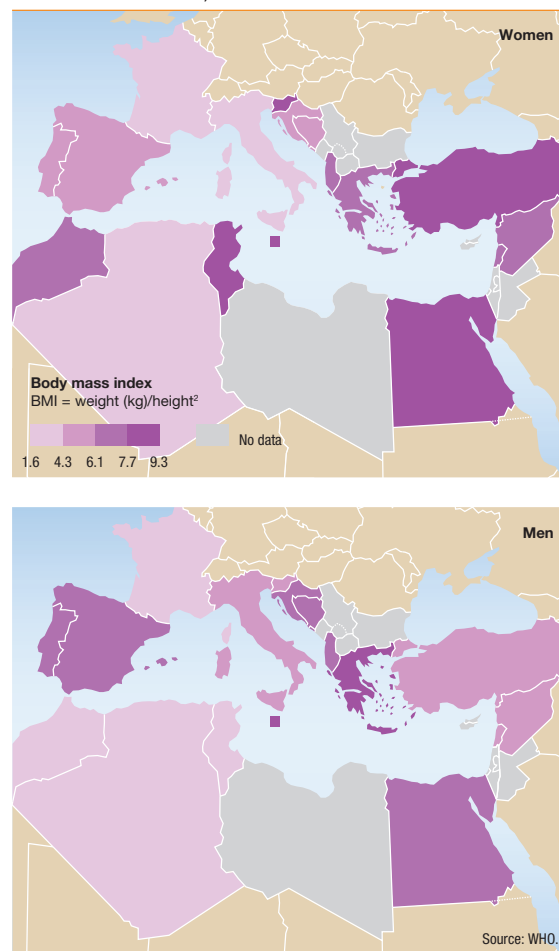 Women
Body mass index
BMI = weight (kg)/height²
No data
1.6 4.3 6.1 7.7 9.3
Men
Source: WHO